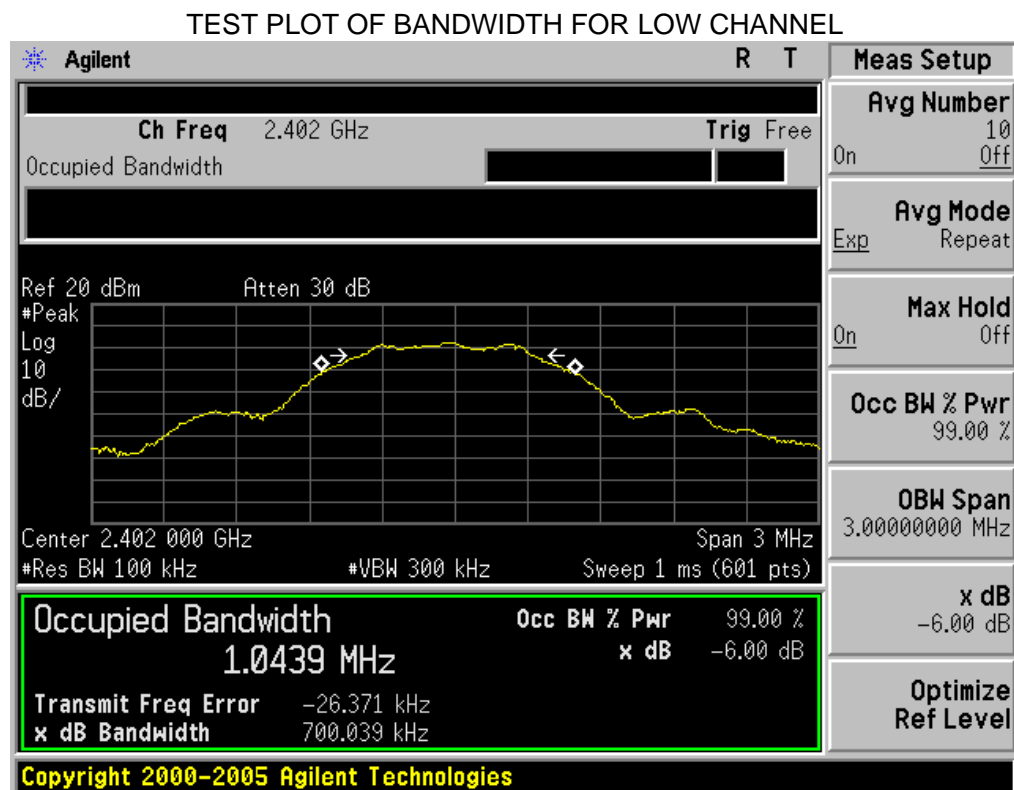 TEST PLOT OF BANDWIDTH FOR LOW CHANNEL
Agilent R T
Ch Freq 2.402 GHz Trig Free
Occupied Bandwidth
Ref 20 dBm Atten 30 dB
#Peak
Log
10
dB/
Center 2.402 000 GHz Span 3 MHz
#Res BW 100 kHz #VBW 300 kHz Sweep 1 ms (601 pts)
Occupied Bandwidth Occ BW % Pwr 99.00 %
1.0439 MHz x dB -6.00 dB
Transmit Freq Error -26.371 kHz
x dB Bandwidth 700.039 kHz
Copyright 2000-2005 Agilent Technologies
Meas Setup
Avg Number
10
On Off
Avg Mode
Exp Repeat
Max Hold
On Off
Occ BW % Pwr
99.00 %
OBW Span
3.00000000 MHz
x dB
-6.00 dB
Optimize
Ref Level